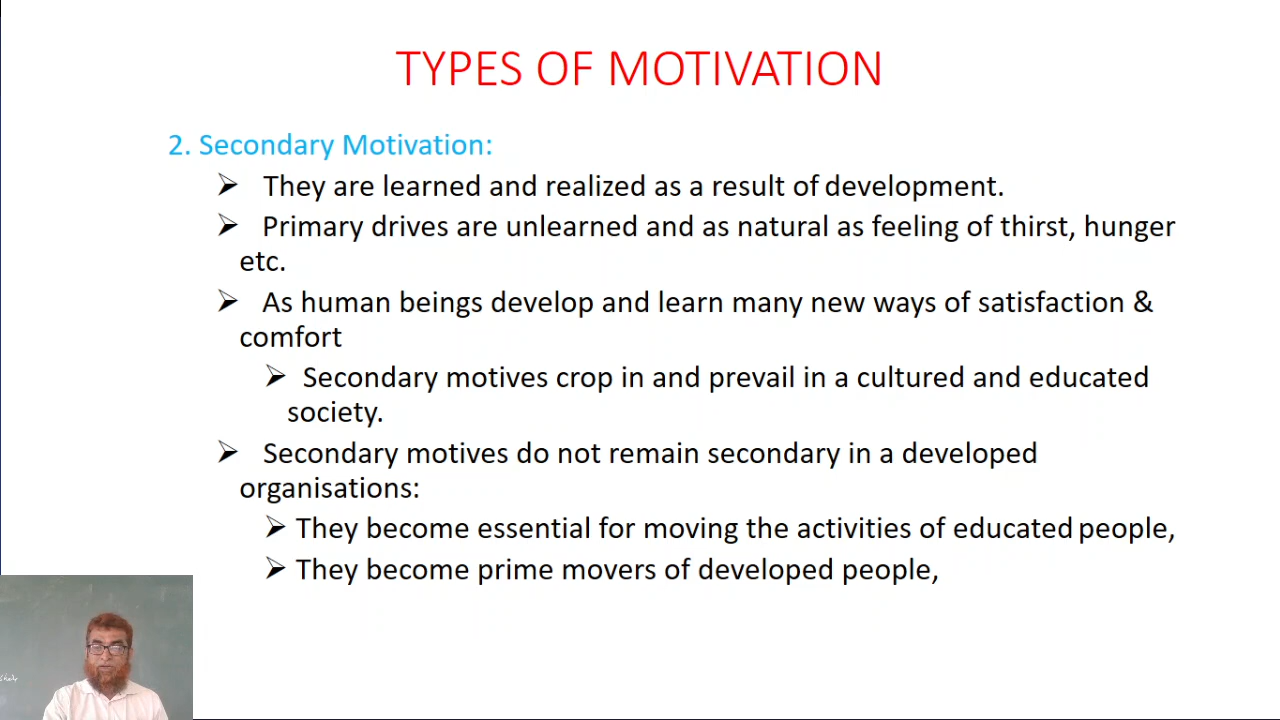 TYPES OF MOTIVATION
2. Secondary Motivation:
➢ They are learned and realized as a result of development.
➢ Primary drives are unlearned and as natural as feeling of thirst, hunger
etc.
➢ As human beings develop and learn many new ways of satisfaction &
comfort
➢ Secondary motives crop in and prevail in a cultured and educated
society.
➢ Secondary motives do not remain secondary in a developed
organisations:
➢ They become essential for moving the activities of educated people,
➢ They become prime movers of developed people,